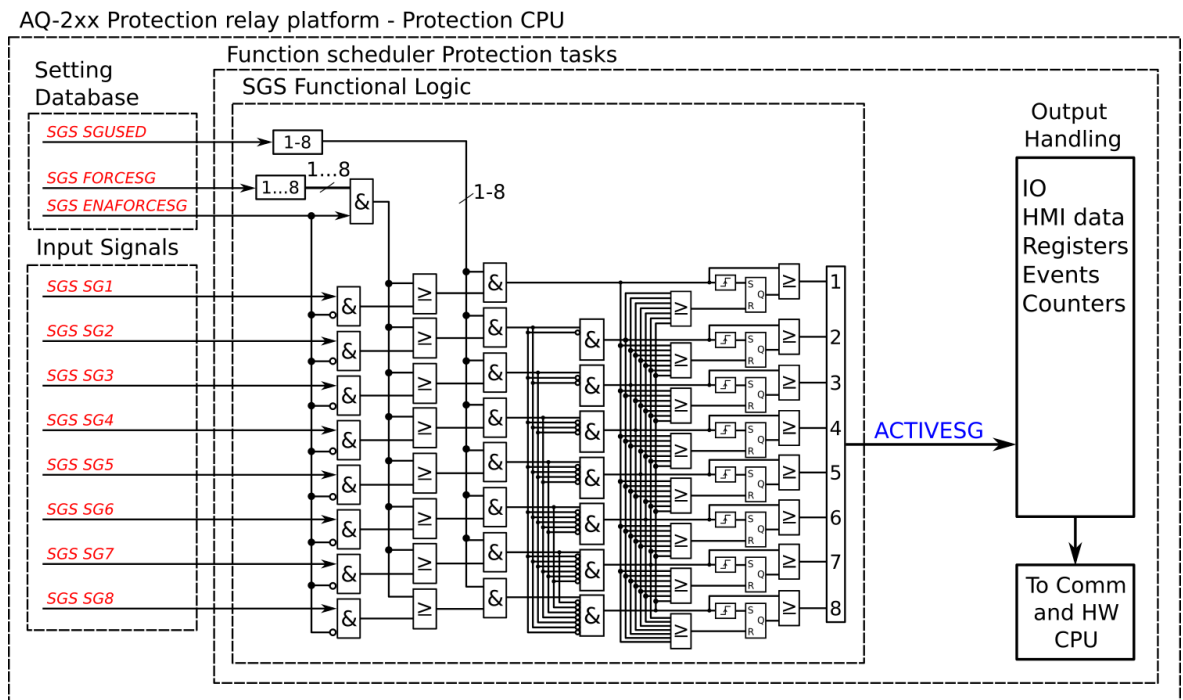 AQ-2xx Protection relay platform - Protection CPU
Function scheduler Protection tasks
Setting
Database
SGS Functional Logic
SGS SGUSED
1-8
SGS FORCESG
1...8
1...8
&
1-8
SGS ENAFORCESG
Input Signals
SGS SG1
& ≥ & ≥ S Q R ≥ 1
SGS SG2
& ≥ & & ≥ S Q R ≥ 2
SGS SG3
& ≥ & & ≥ S Q R ≥ 3
SGS SG4
& ≥ & & ≥ S Q R ≥ 4
SGS SG5
& ≥ & & ≥ S Q R ≥ 5
SGS SG6
& ≥ & & ≥ S Q R ≥ 6
SGS SG7
& ≥ & & ≥ S Q R ≥ 7
SGS SG8
& ≥ & & ≥ S Q R ≥ 8
ACTIVESG
Output
Handling
IO
HMI data
Registers
Events
Counters
To Comm
and HW
CPU